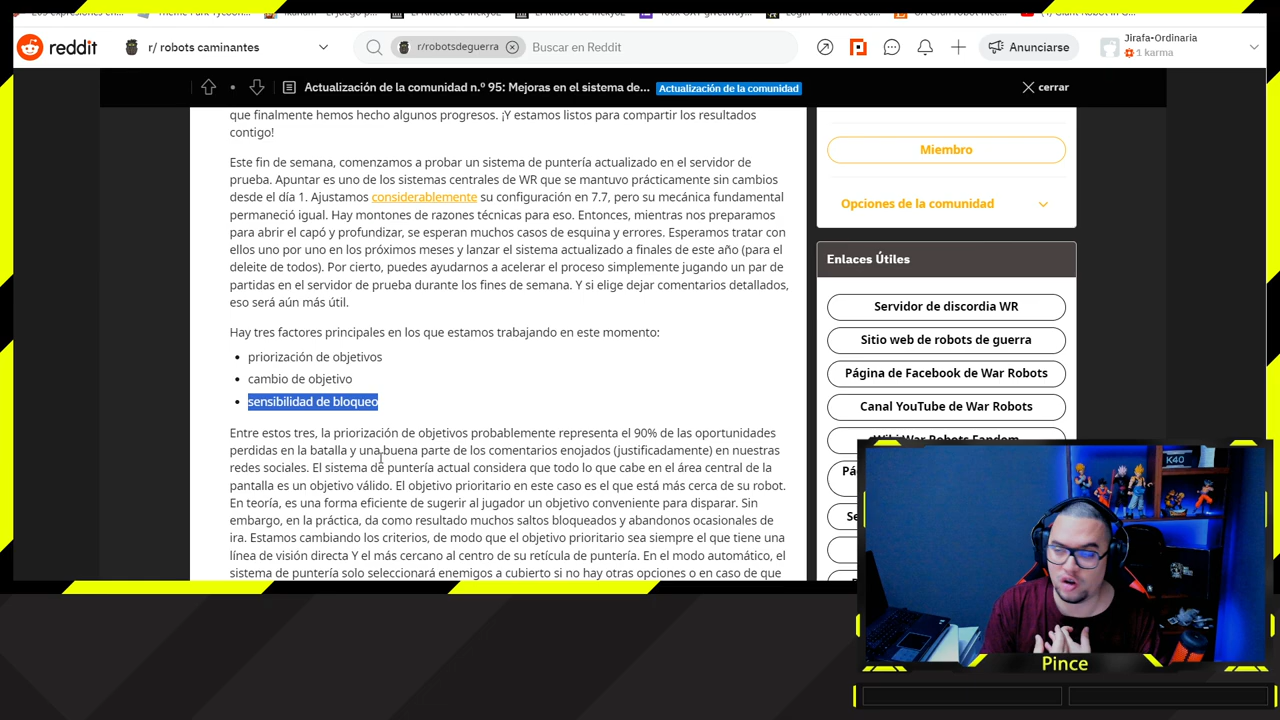 reddit
r/ robots caminantes
r/robotsdeguerra
Buscar en Reddit
Anunciarse
Jirafa-Ordinaria
1 karma
Actualización de la comunidad n.º 95: Mejoras en el sistema de...
Actualización de la comunidad
cerrar
que finalmente hemos hecho algunos progresos. ¡Y estamos listos para compartir los resultados
contigo!
Este fin de semana, comenzamos a probar un sistema de puntería actualizado en el servidor de
prueba. Apuntar es uno de los sistemas centrales de WR que se mantuvo prácticamente sin cambios
desde el día 1. Ajustamos considerablemente su configuración en 7.7, pero su mecánica fundamental
permaneció igual. Hay montones de razones técnicas para eso. Entonces, mientras nos preparamos
para abrir el capó y profundizar, se esperan muchos casos de esquina y errores. Esperamos tratar con
ellos uno por uno en los próximos meses y lanzar el sistema actualizado a finales de este año (para el
deleite de todos). Por cierto, puedes ayudarnos a acelerar el proceso simplemente jugando un par de
partidas en el servidor de prueba durante los fines de semana. Y si elige dejar comentarios detallados,
eso será aún más útil.
Hay tres factores principales en los que estamos trabajando en este momento:
priorización de objetivos
cambio de objetivo
sensibilidad de bloqueo
Entre estos tres, la priorización de objetivos probablemente representa el 90% de las oportunidades
perdidas en la batalla y una buena parte de los comentarios enojados (justificadamente) en nuestras
redes sociales. El sistema de puntería actual considera que todo lo que cabe en el área central de la
pantalla es un objetivo válido. El objetivo prioritario en este caso es el que está más cerca de su robot.
En teoría, es una forma eficiente de sugerir al jugador un objetivo conveniente para disparar. Sin
embargo, en la práctica, da como resultado muchos saltos bloqueados y abandonos ocasionales de
ira. Estamos cambiando los criterios, de modo que el objetivo prioritario sea siempre el que tiene una
línea de visión directa Y el más cercano al centro de su retícula de puntería. En el modo automático, el
sistema de puntería solo seleccionará enemigos a cubierto si no hay otras opciones o en caso de que
Miembro
Opciones de la comunidad
Enlaces Útiles
Servidor de discordia WR
Sitio web de robots de guerra
Página de Facebook de War Robots
Canal YouTube de War Robots
Wiki War Robots Fandom
K40
Pince